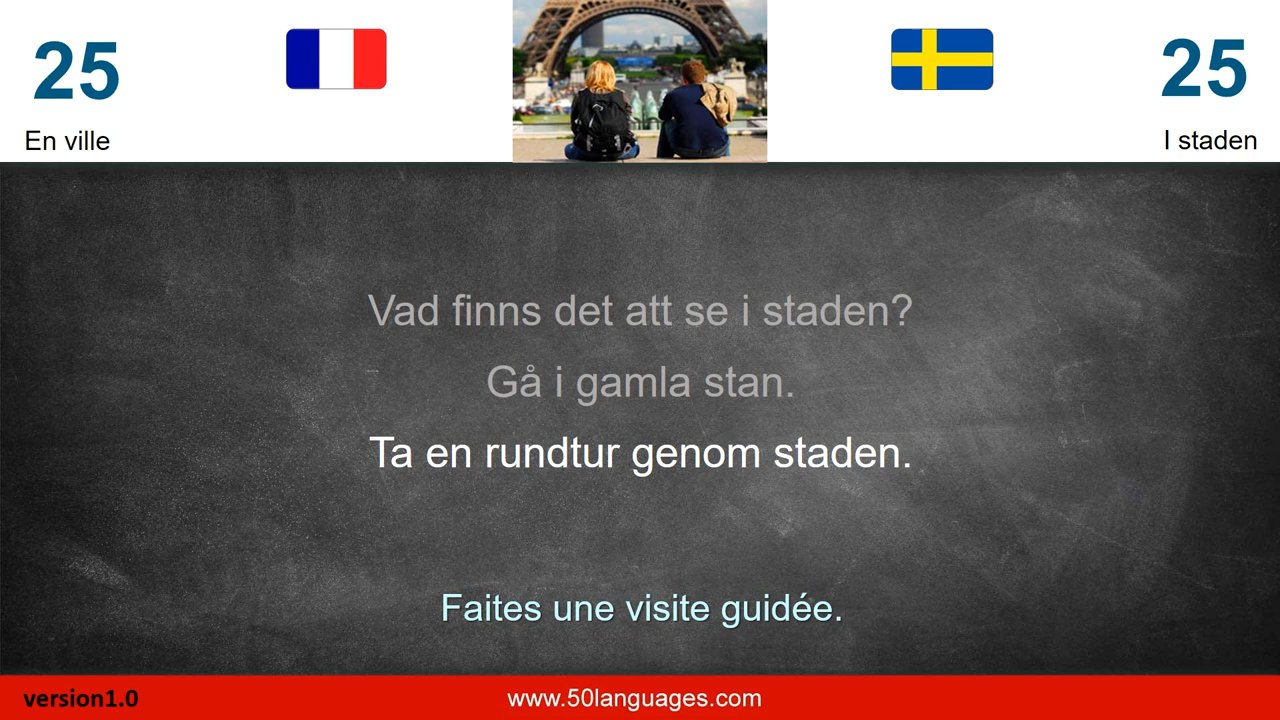 25
25
En ville
I staden
Vad finns det att se i staden?
Gå i gamla stan.
Ta en rundtur genom staden.
Faites une visite guidée.
version1.0
www.50languages.com